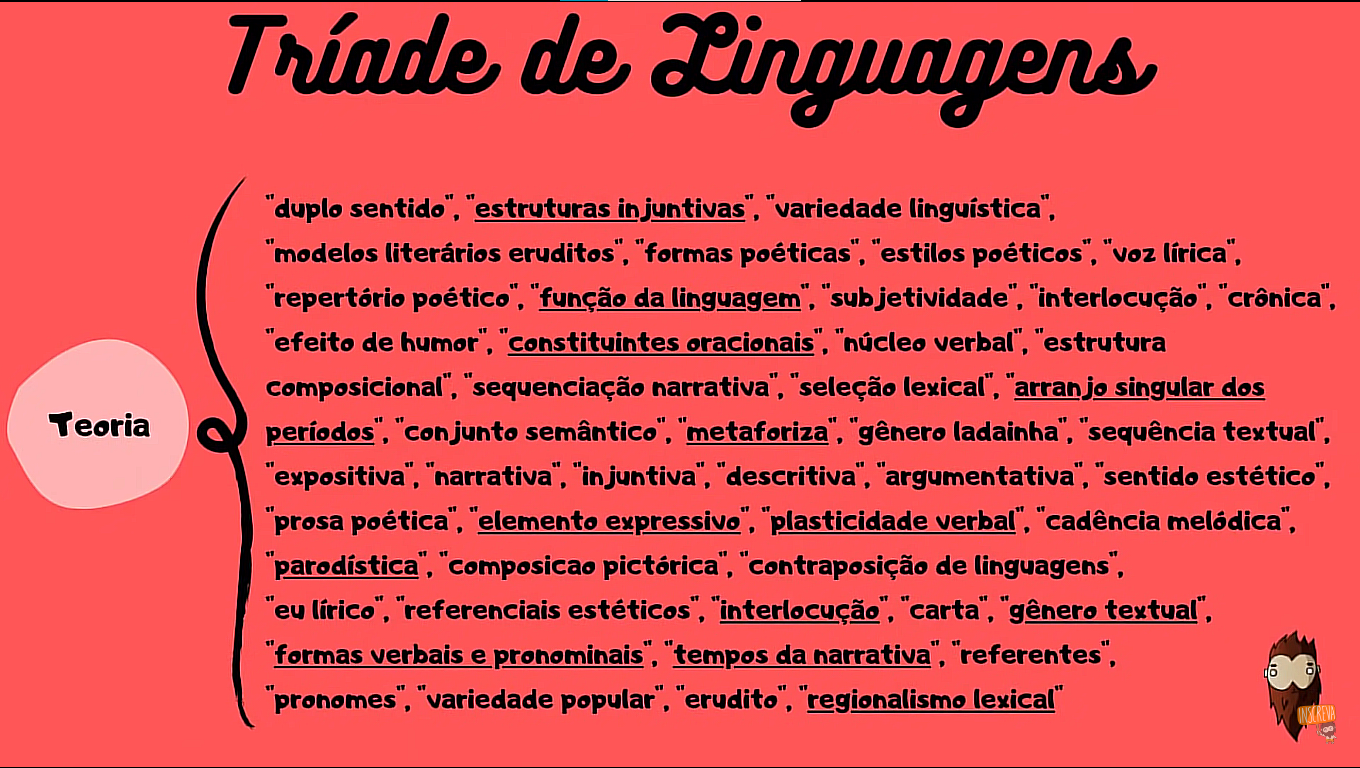 Tríade de Linguagens
"duplo sentido", "estruturas injuntivas", "variedade linguística",
"modelos literários eruditos", "formas poéticas", "estilos poéticos", "voz lírica",
"repertório poético", "função da linguagem", "subjetividade", "interlocução", "crônica",
"efeito de humor", "constituintes oracionais", "núcleo verbal", "estrutura
composicional", "sequenciação narrativa", "seleção lexical", "arranjo singular dos
períodos", "conjunto semântico", "metaforiza", "gênero ladainha", "sequência textual",
Teoria
"expositiva", "narrativa", "injuntiva", "descritiva", "argumentativa", "sentido estético",
"prosa poética", "elemento expressivo", "plasticidade verbal", "cadência melódica",
"parodística", "composicao pictórica", "contraposição de linguagens",
"eu lírico", "referenciais estéticos", "interlocução", "carta", "gênero textual",
"formas verbais e pronominais", "tempos da narrativa", "referentes",
"pronomes", "variedade popular", "erudito", "regionalismo lexical"
INSCREVA